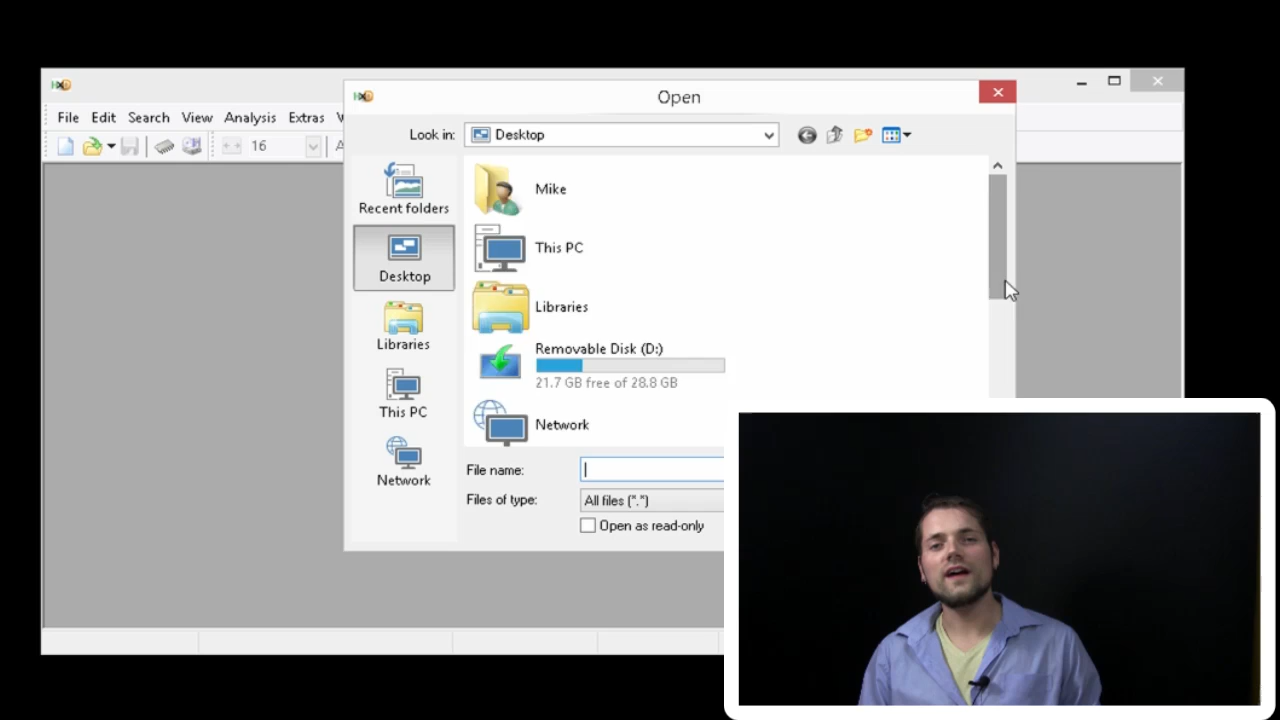 Open
File Edit Search View Analysis Extras
16
Look in: Desktop
Recent folders
Desktop
Libraries
This PC
Network
Mike
This PC
Libraries
Removable Disk (D:)
21.7 GB free of 28.8 GB
Network
File name:
Files of type: All files (*.*)
Open as read-only